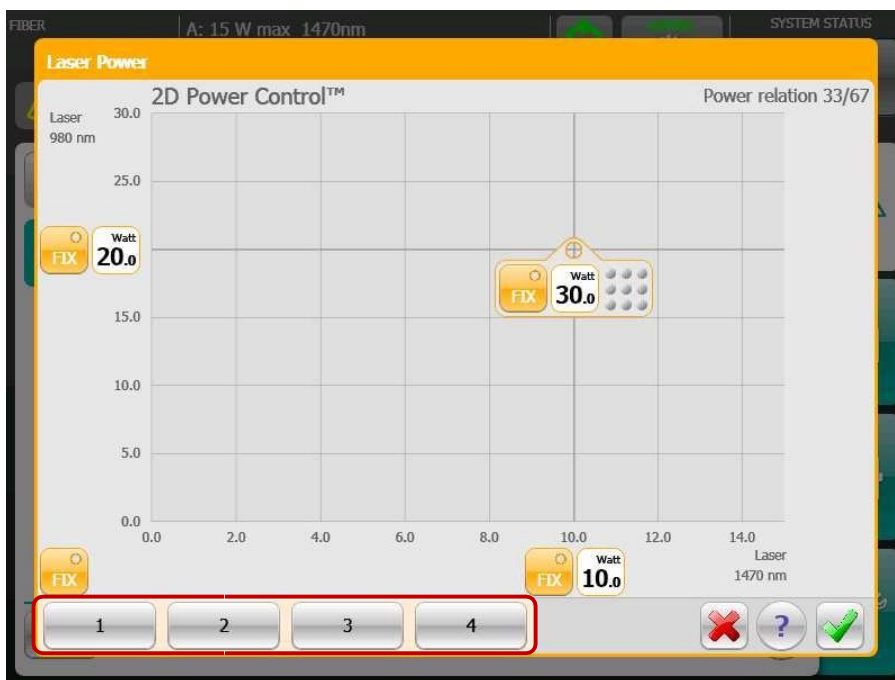 FIBER
A: 15 W max 1470nm
SYSTEM STATUS
Laser Power
2D Power Control™
Power relation 33/67
Laser
980 nm
30.0
25.0
FIX
Watt
20.0
FIX
Watt
30.0
15.0
10.0
5.0
0.0
0.0 2.0 4.0 6.0 8.0 10.0 12.0 14.0
FIX
FIX
Watt
10.0
Laser
1470 nm
1 2 3 4
?